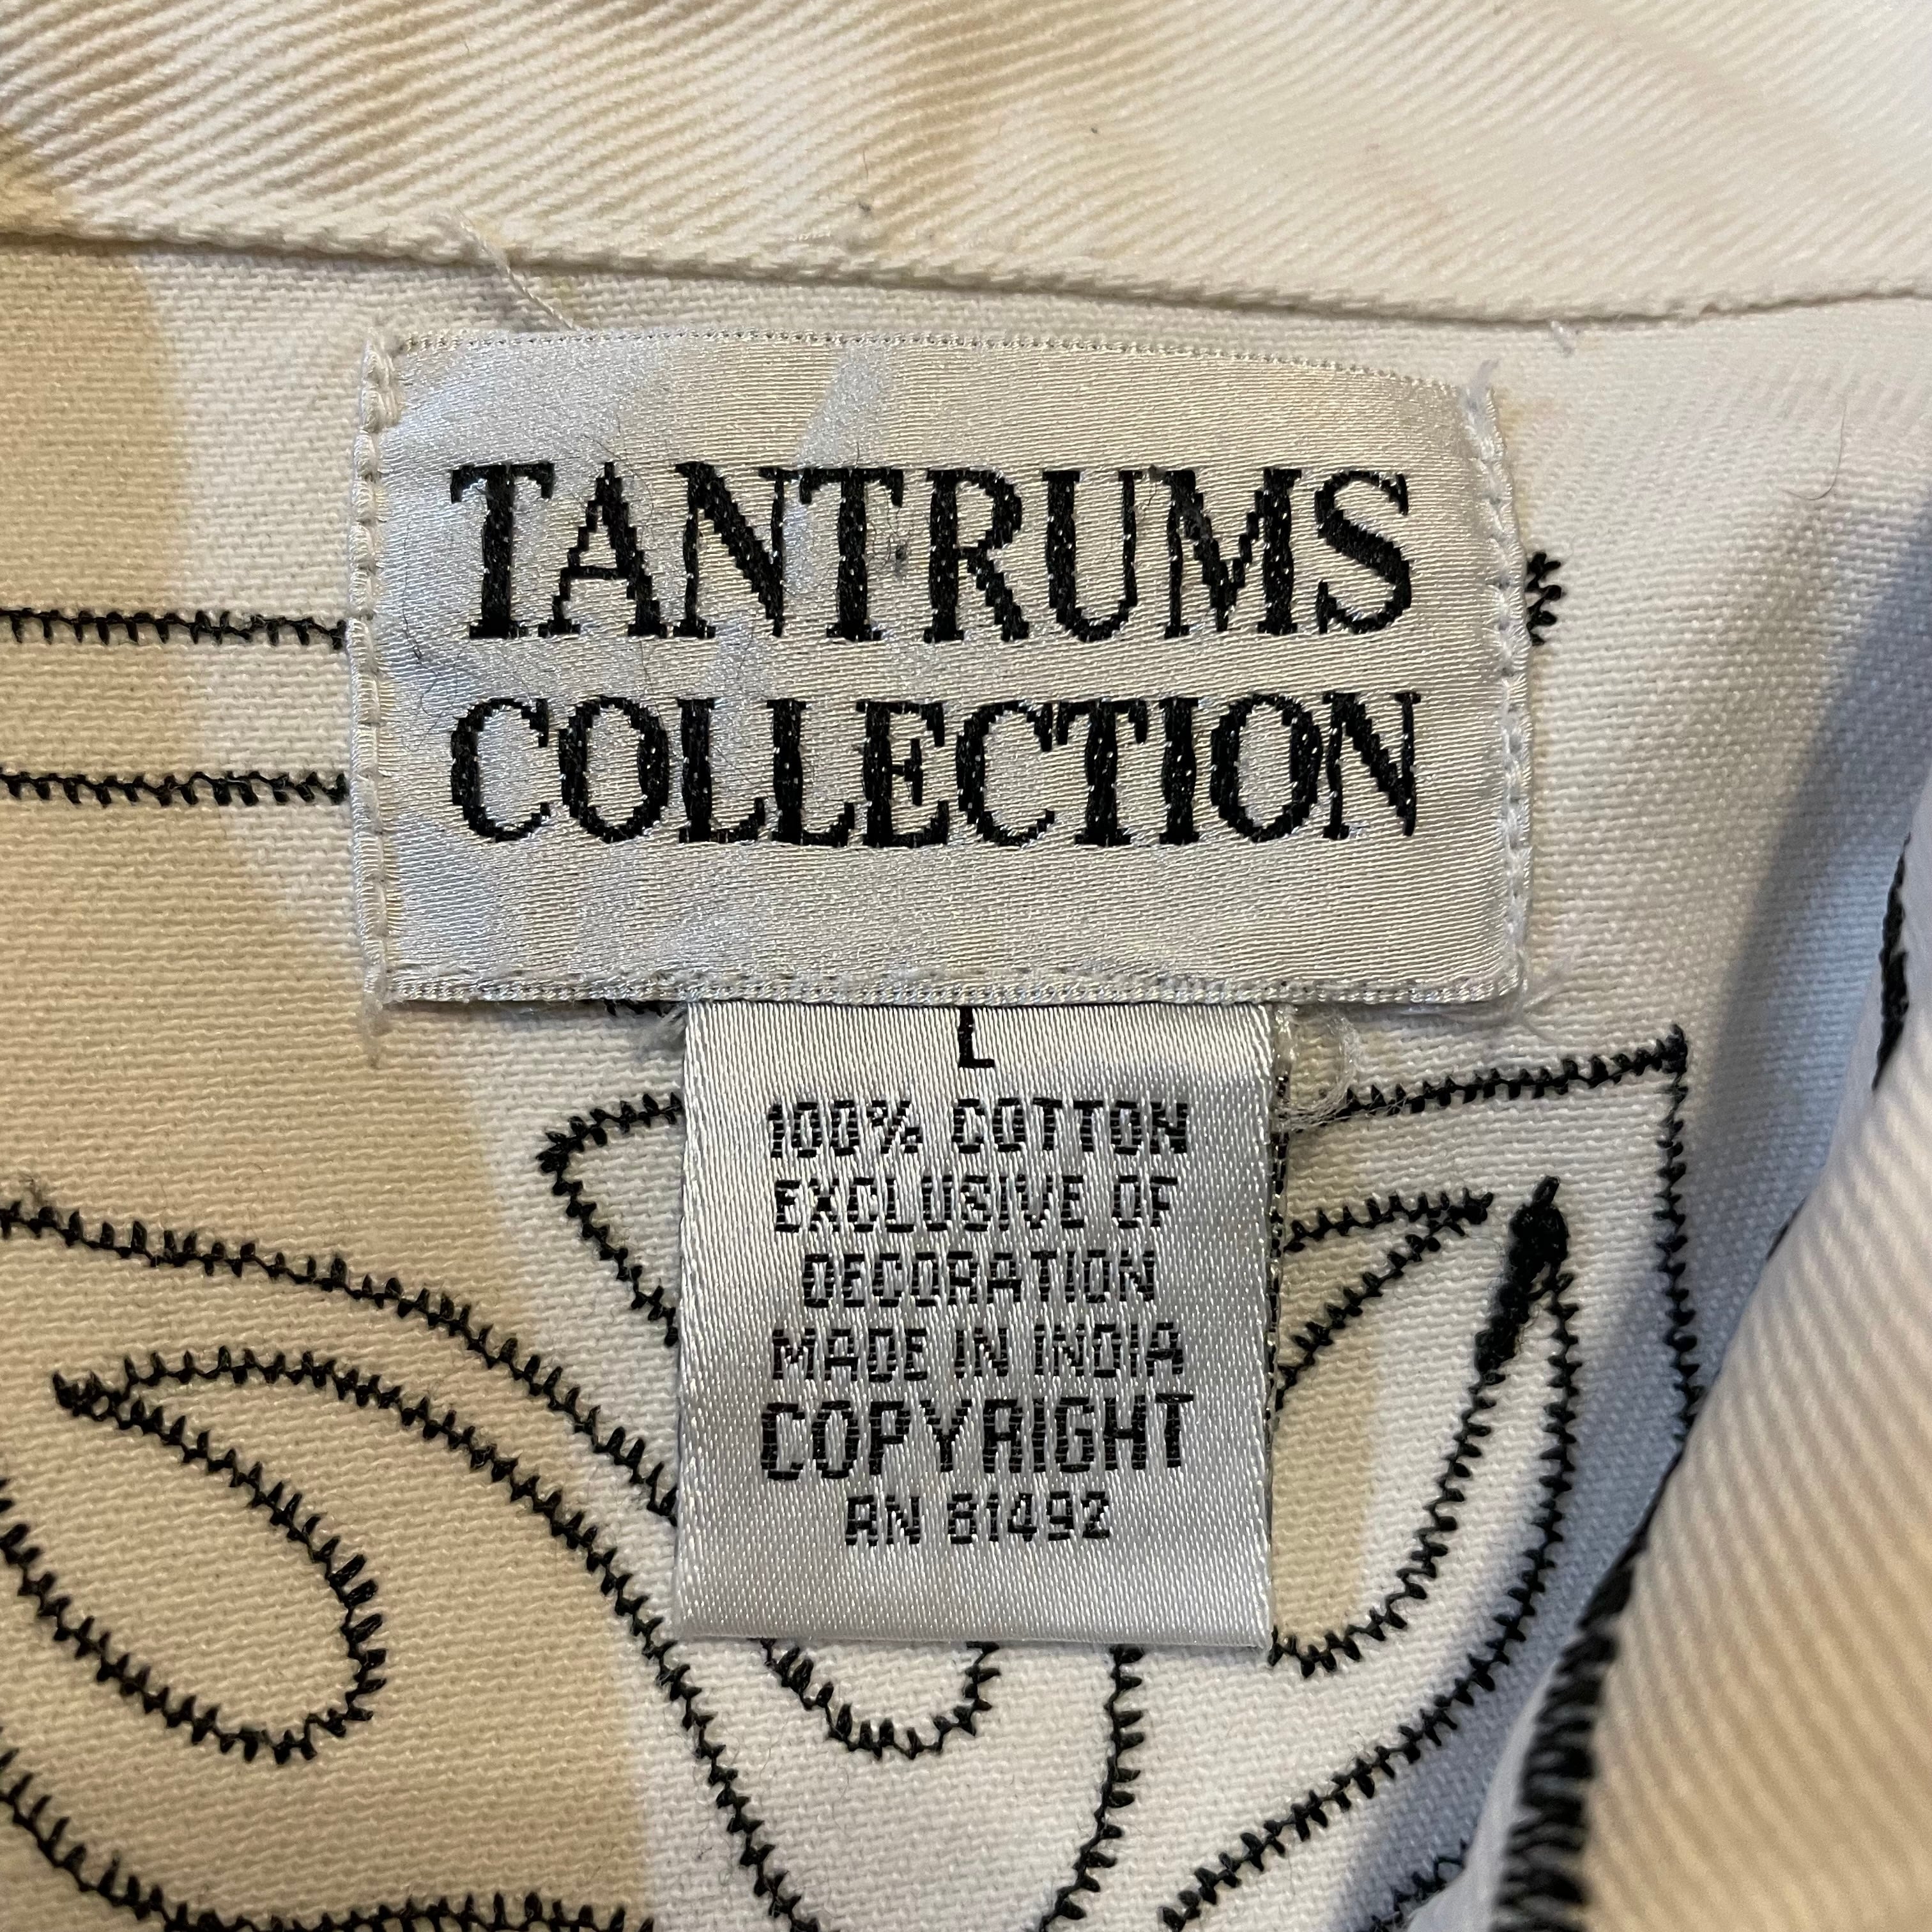 TANTRUMS
COLLECTION
L
100% COTTON
EXCLUSIVE OF
DECORATION
MADE IN INDIA
COPYRIGHT
RN 61492